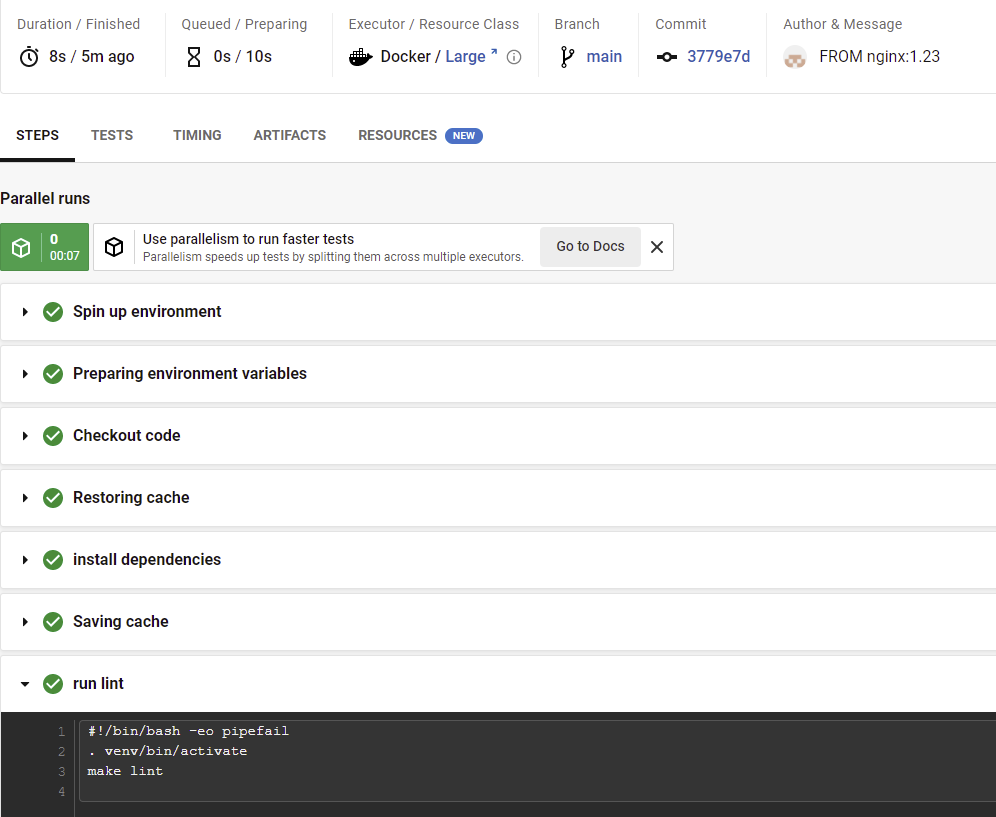 Duration / Finished
8s / 5m ago
Queued / Preparing
0s / 10s
Executor / Resource Class
Docker / Large
Branch
main
Commit
3779e7d
Author & Message
FROM nginx:1.23
STEPS
TESTS
TIMING
ARTIFACTS
RESOURCES NEW
Parallel runs
0
00:07
Use parallelism to run faster tests
Parallelism speeds up tests by splitting them across multiple executors.
Go to Docs
Spin up environment
Preparing environment variables
Checkout code
Restoring cache
install dependencies
Saving cache
run lint
1 #!/bin/bash -eo pipefail
2 . venv/bin/activate
3 make lint
4